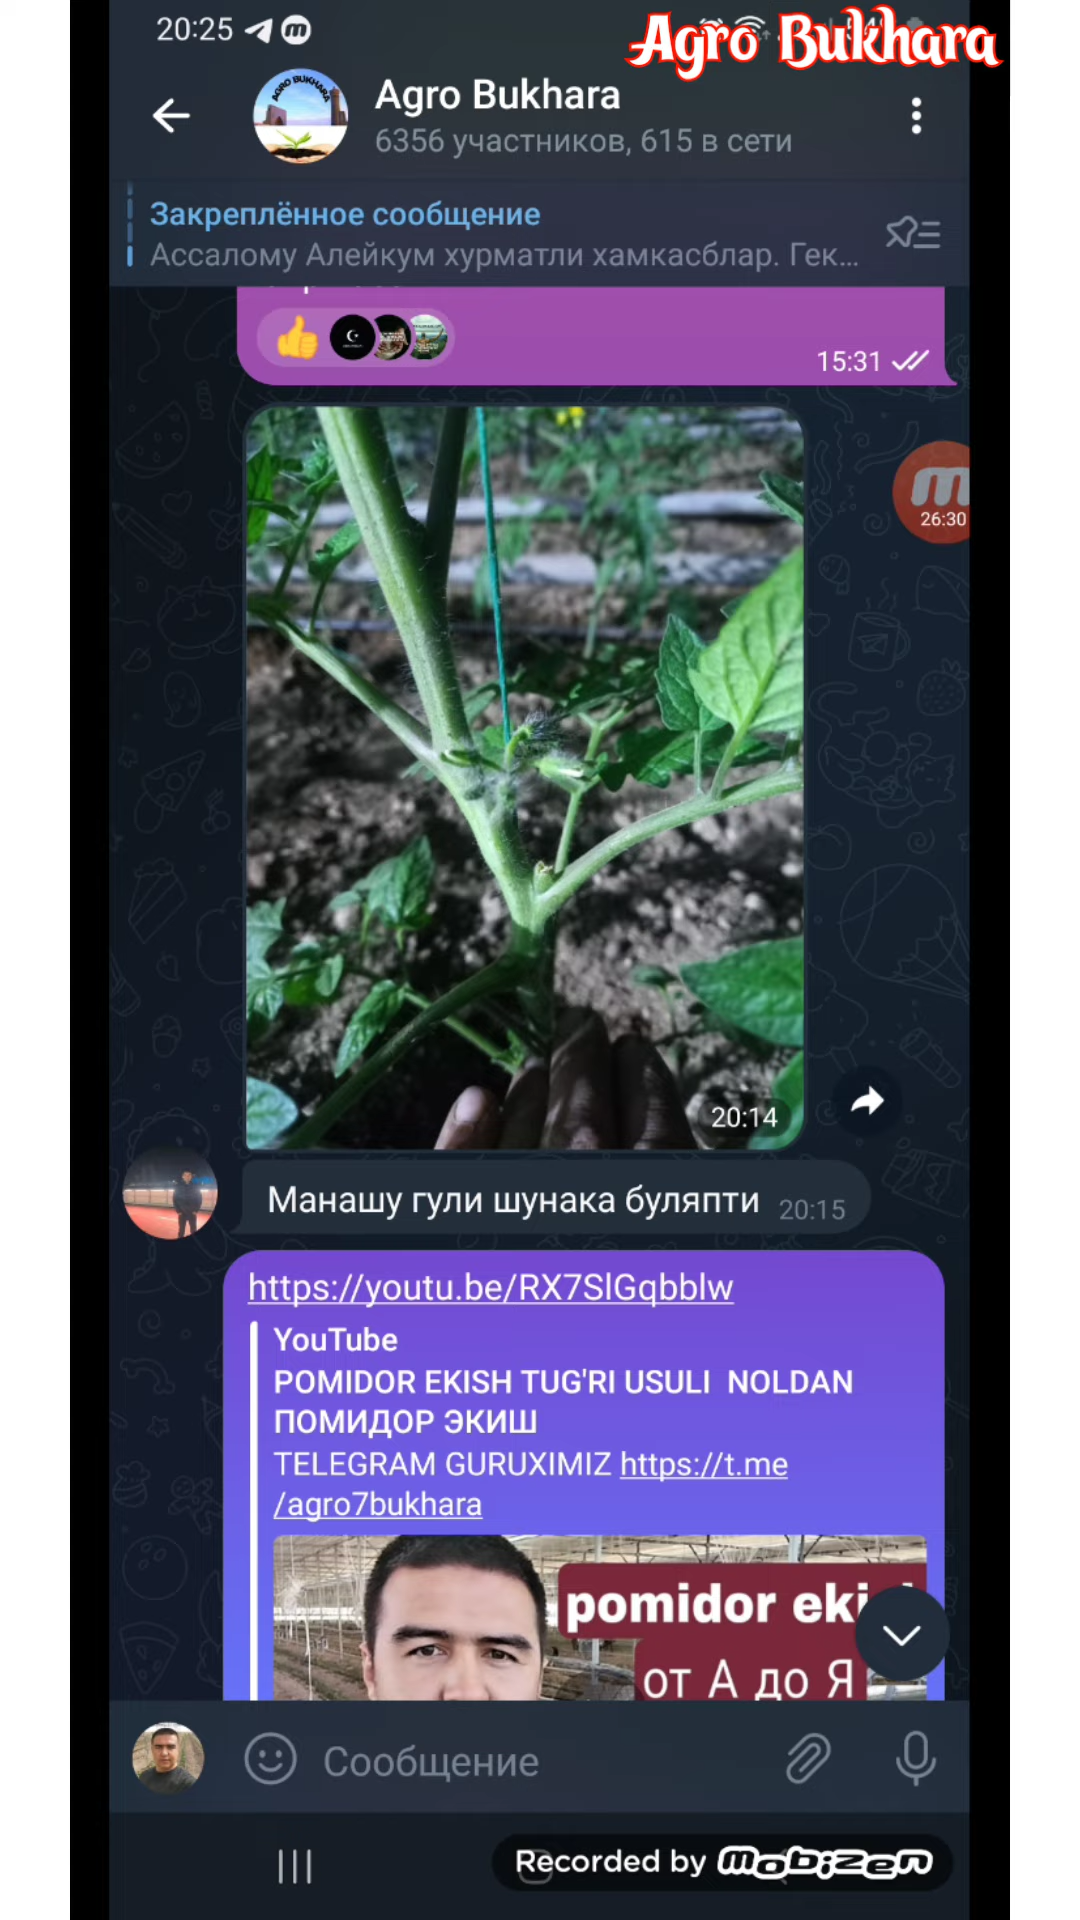 20:25
Agro Bukhara
Agro Bukhara
6356 участников, 615 в сети
Закреплённое сообщение
Ассалому Алейкум хурматли хамкасблар. Гек...
15:31
26:30
20:14
Манашу гули шунака буляпти 20:15
https://youtu.be/RX7SlGqbblw
YouTube
POMIDOR EKISH TUG'RI USULI NOLDAN
ПОМИДОР ЭКИШ
TELEGRAM GURUXIMIZ https://t.me
/agro7bukhara
pomidor eki
от А до Я
Сообщение
Recorded by mobizen